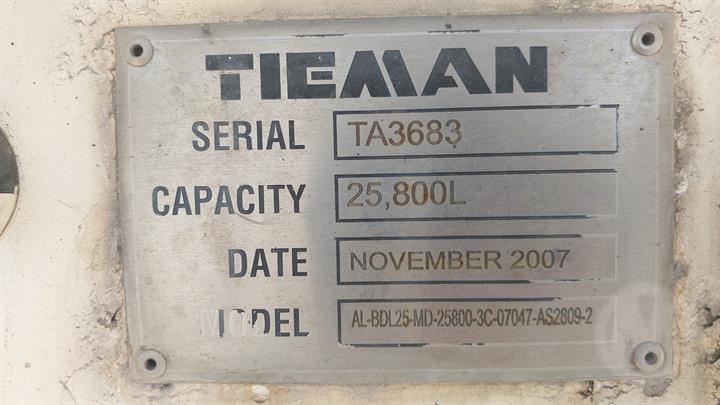 TIEMAN
SERIAL TA3683
CAPACITY 25,800L
DATE NOVEMBER 2007
MODEL AL-BDL25-MD-25800-3C-07047-AS2809-2